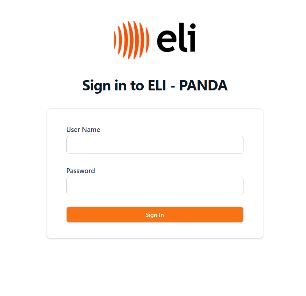 eli
Sign in to ELI - PANDA
User Name
Password
Sign In